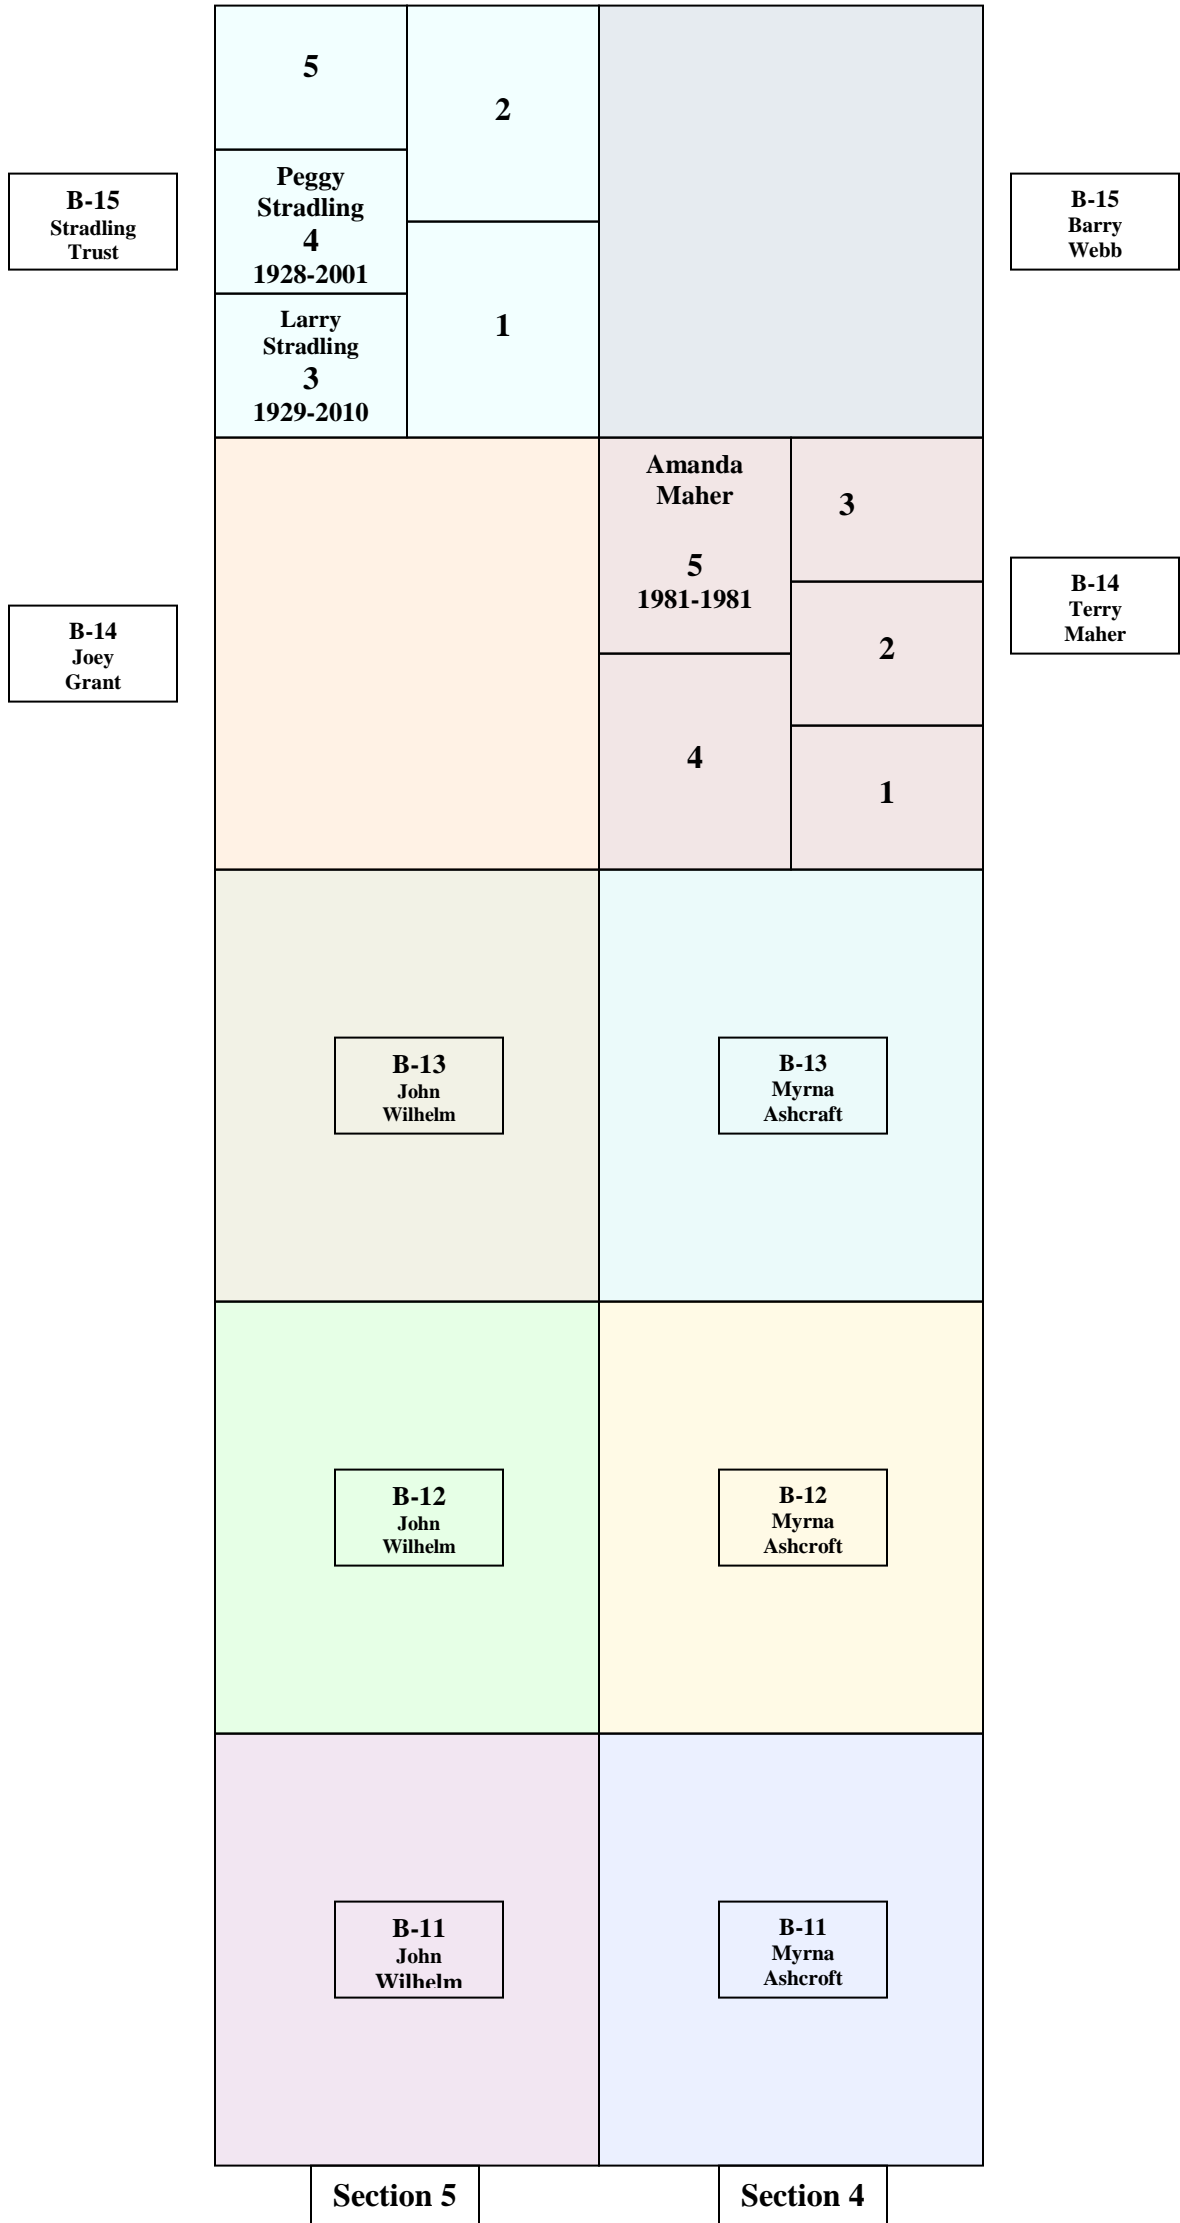 5
2
Peggy
Stradling
4
1928-2001
Larry
Stradling
3
1929-2010
1
B-15
Stradling
Trust
B-15
Barry
Webb
Amanda
Maher
5
1981-1981
3
2
4
1
B-14
Joey
Grant
B-14
Terry
Maher
B-13
John
Wilhelm
B-13
Myrna
Ashcraft
B-12
John
Wilhelm
B-12
Myrna
Ashcroft
B-11
John
Wilhelm
B-11
Myrna
Ashcroft
Section 5
Section 4